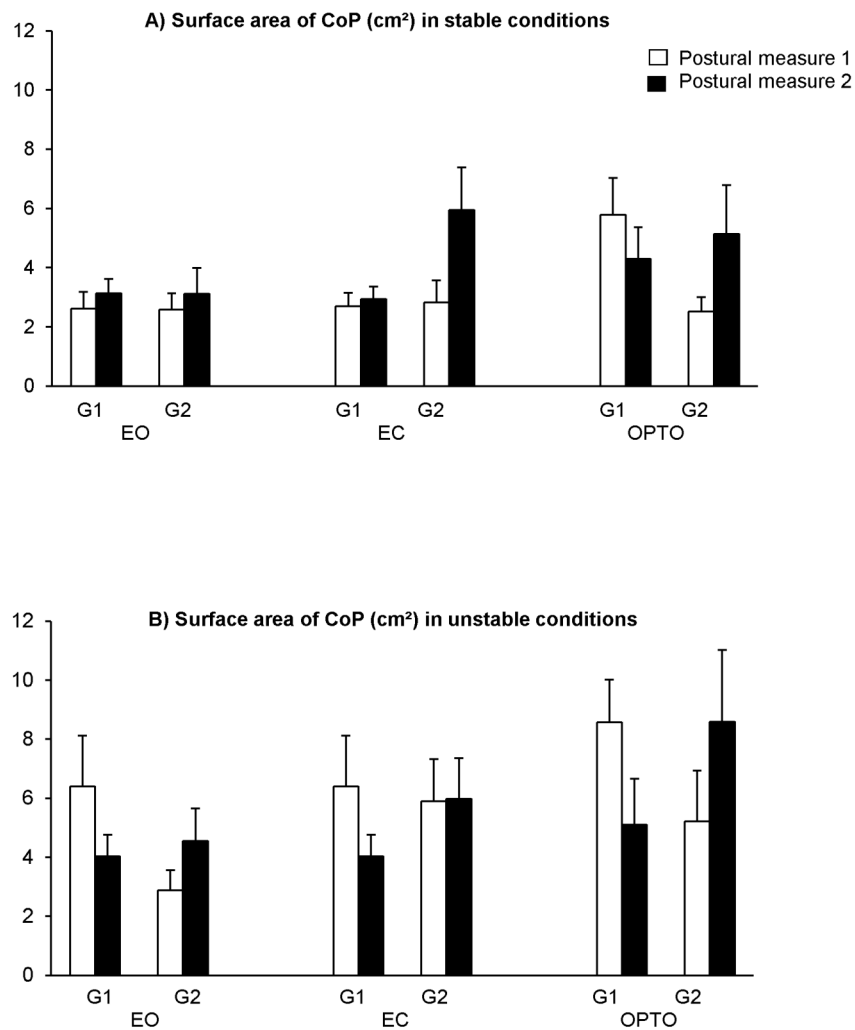 A) Surface area of CoP (cm²) in stable conditions
12
10
8
6
4
2
0
Postural measure 1
Postural measure 2
G1 G2 G1 G2 G1 G2
EO EC OPTO
B) Surface area of CoP (cm²) in unstable conditions
12
10
8
6
4
2
0
G1 G2 G1 G2 G1 G2
EO EC OPTO